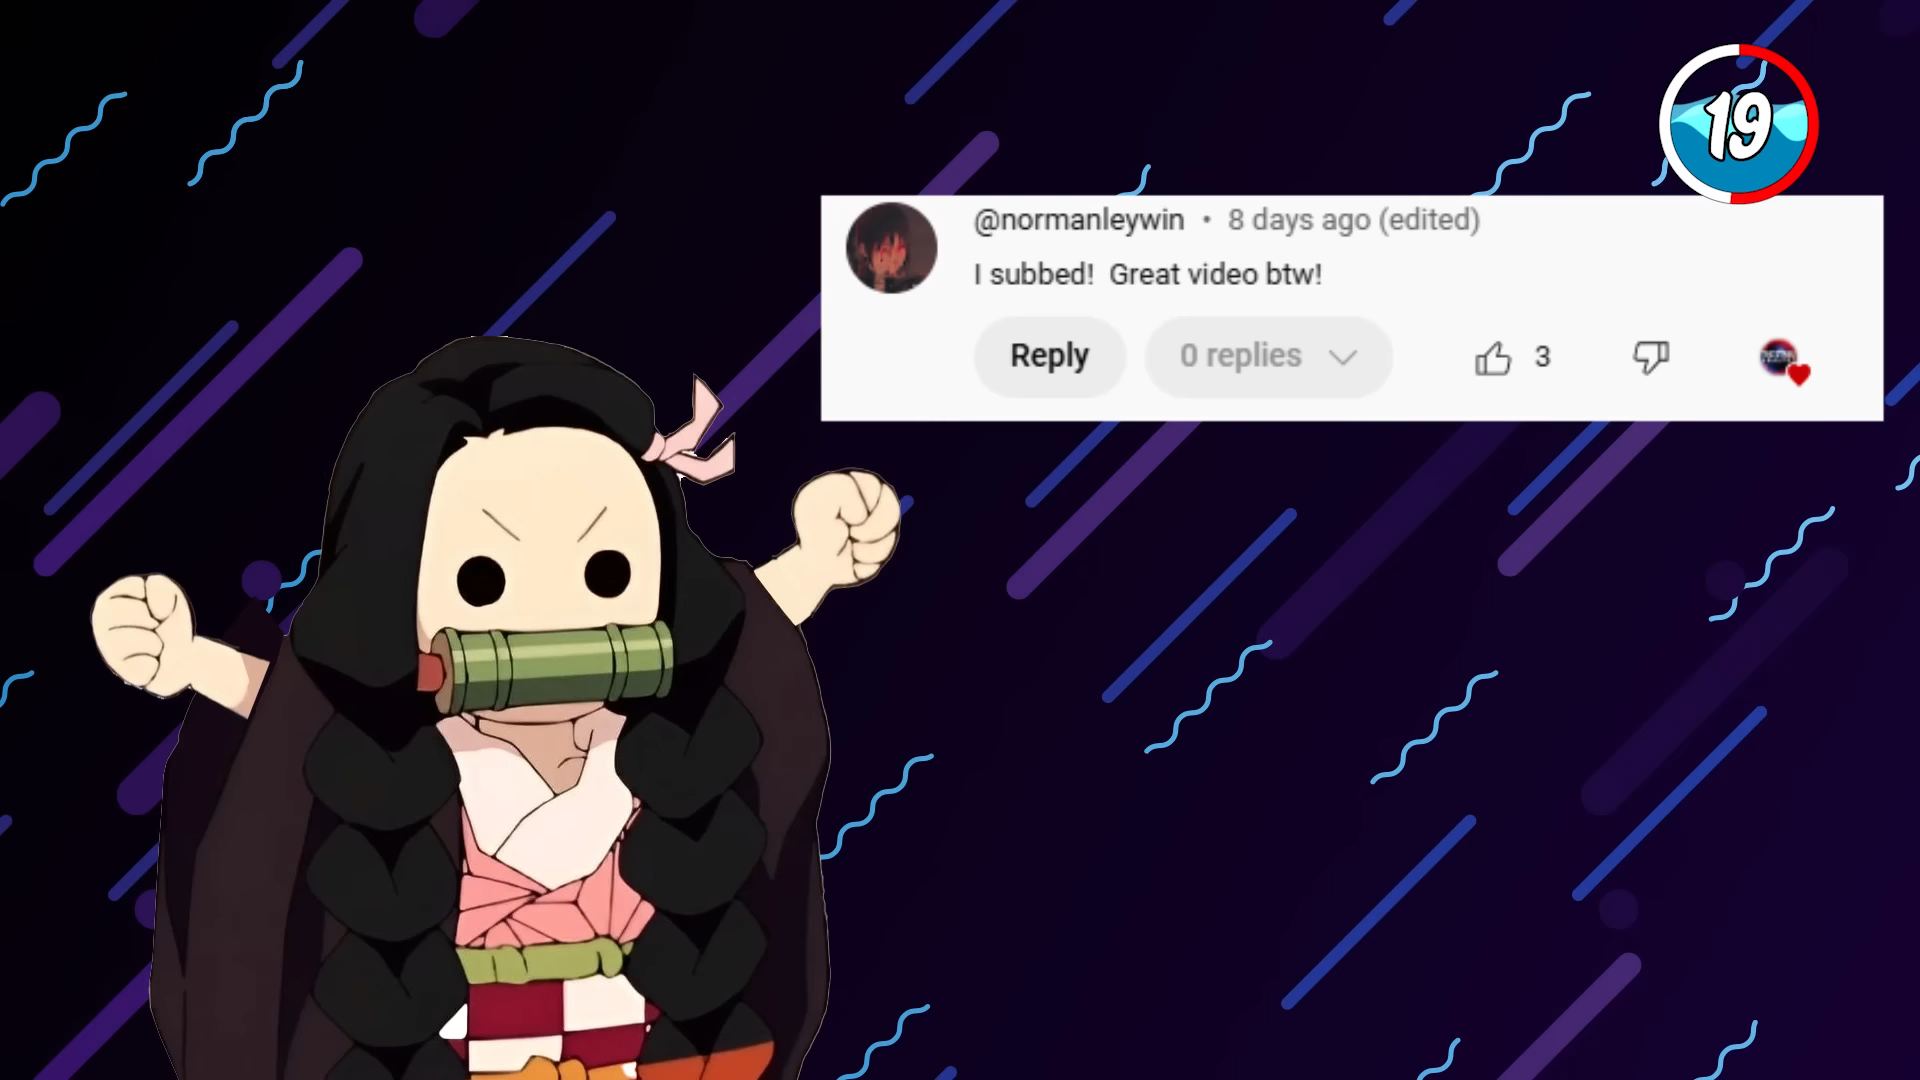 19
@normanleywin • 8 days ago (edited)
I subbed! Great video btw!
Reply 0 replies 3